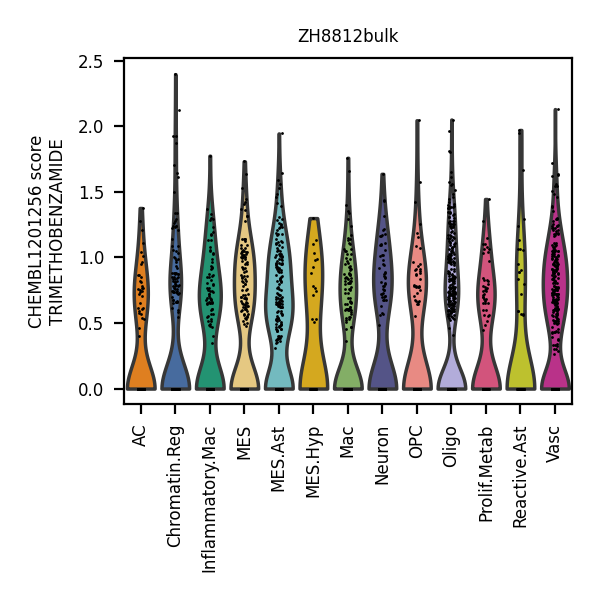 ZH8812bulk
CHEMBL1201256 score
TRIMETHOBENZAMIDE
2.5
2.0
1.5
1.0
0.5
0.0
AC
Chromatin.Reg
Inflammatory.Mac
MES
MES.Ast
MES.Hyp
Mac
Neuron
OPC
Oligo
Prolif.Metab
Reactive.Ast
Vasc